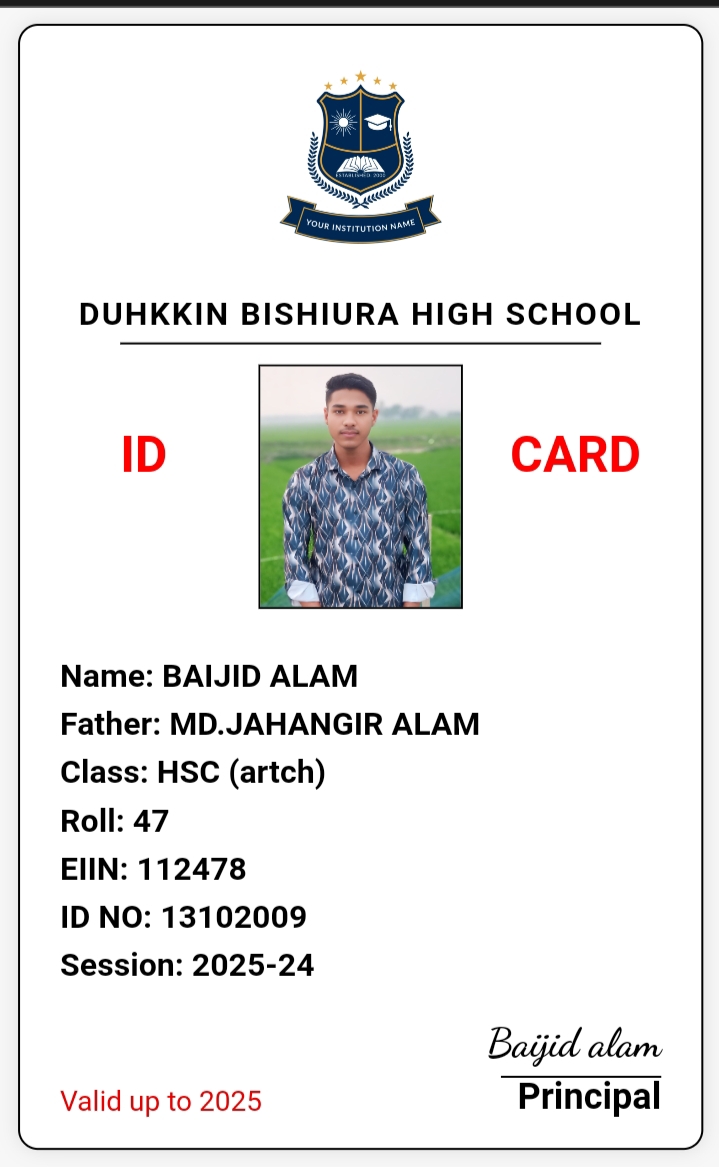 ESTABLISHED 2000
YOUR INSTITUTION NAME
DUHKKIN BISHIURA HIGH SCHOOL
ID CARD
Name: BAIJID ALAM
Father: MD.JAHANGIR ALAM
Class: HSC (artch)
Roll: 47
EIIN: 112478
ID NO: 13102009
Session: 2025-24
Baijid alam
Valid up to 2025 Principal